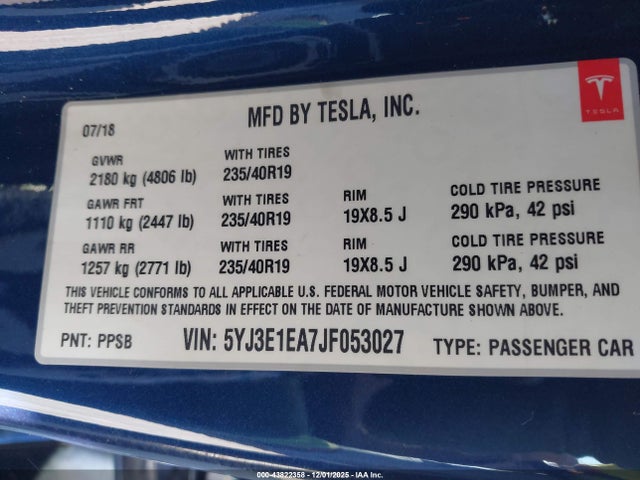 MFD BY TESLA, INC.
TESLA
07/18
GVWR WITH TIRES
2180 kg (4806 lb) 235/40R19
GAWR FRT WITH TIRES RIM COLD TIRE PRESSURE
1110 kg (2447 lb) 235/40R19 19X8.5 J 290 kPa, 42 psi
GAWR RR WITH TIRES RIM COLD TIRE PRESSURE
1257 kg (2771 lb) 235/40R19 19X8.5 J 290 kPa, 42 psi
THIS VEHICLE CONFORMS TO ALL APPLICABLE U.S. FEDERAL MOTOR VEHICLE SAFETY, BUMPER, AND
THEFT PREVENTION STANDARDS IN EFFECT ON THE DATE OF MANUFACTURE SHOWN ABOVE.
PNT: PPSB VIN: 5YJ3E1EA7JF053027 TYPE: PASSENGER CAR
000-43822358 - 12/01/2025 - IAA Inc.